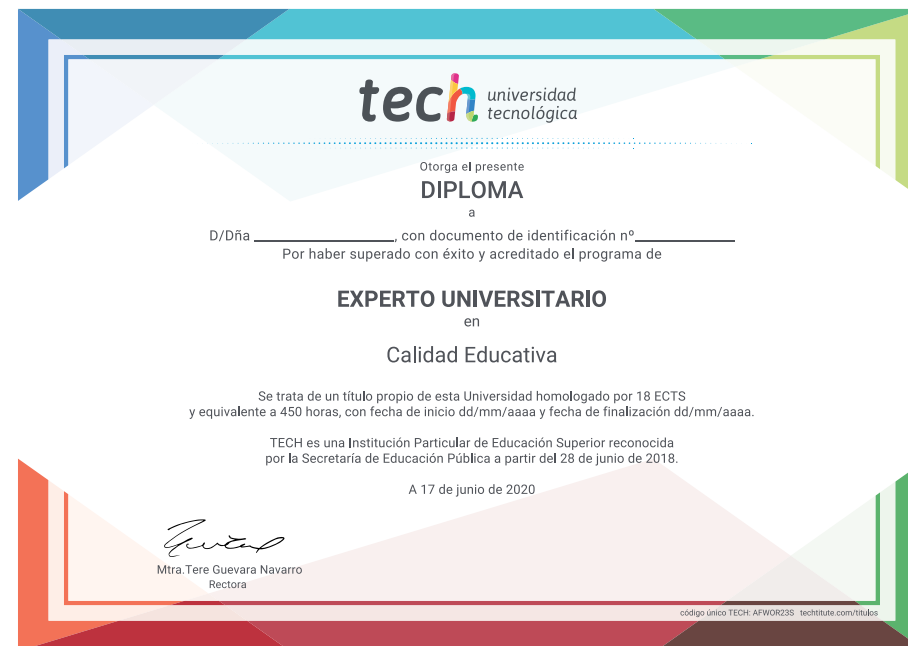 tech universidad
tecnológica
Otorga el presente
DIPLOMA
a
D/Dña ____________, con documento de identificación nº____________
Por haber superado con éxito y acreditado el programa de
EXPERTO UNIVERSITARIO
en
Calidad Educativa
Se trata de un título propio de esta Universidad homologado por 18 ECTS
y equivalente a 450 horas, con fecha de inicio dd/mm/aaaa y fecha de finalización dd/mm/aaaa.
TECH es una Institución Particular de Educación Superior reconocida
por la Secretaría de Educación Pública a partir del 28 de junio de 2018.
A 17 de junio de 2020
Mtra.Tere Guevara Navarro
Rectora
código único TECH: AFWOR23S techtitute.com/titulos